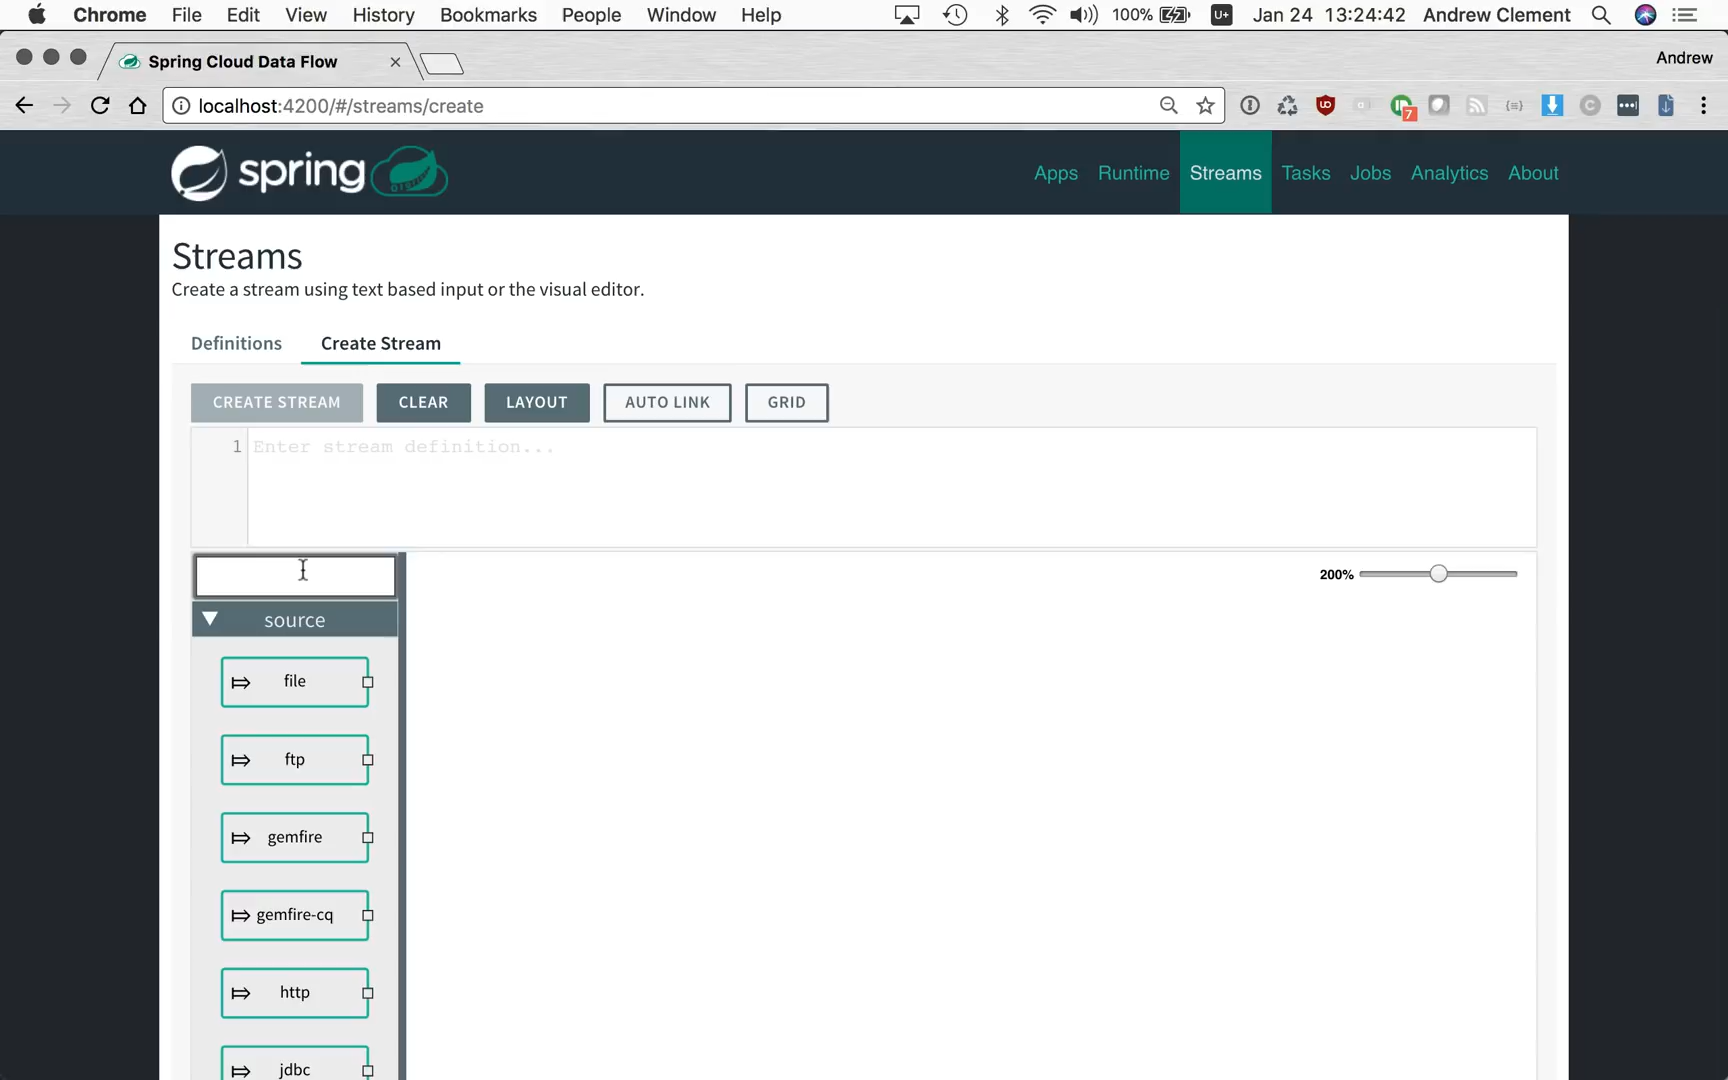 Chrome File Edit View History Bookmarks People Window Help 100% U+ Jan 24 13:24:42 Andrew Clement
Spring Cloud Data Flow Andrew
localhost:4200/#/streams/create
7
spring Apps Runtime Streams Tasks Jobs Analytics About
Streams
Create a stream using text based input or the visual editor.
Definitions Create Stream
CREATE STREAM CLEAR LAYOUT AUTO LINK GRID
1 Enter stream definition...
200%
source
file
ftp
gemfire
gemfire-cq
http
jdbc